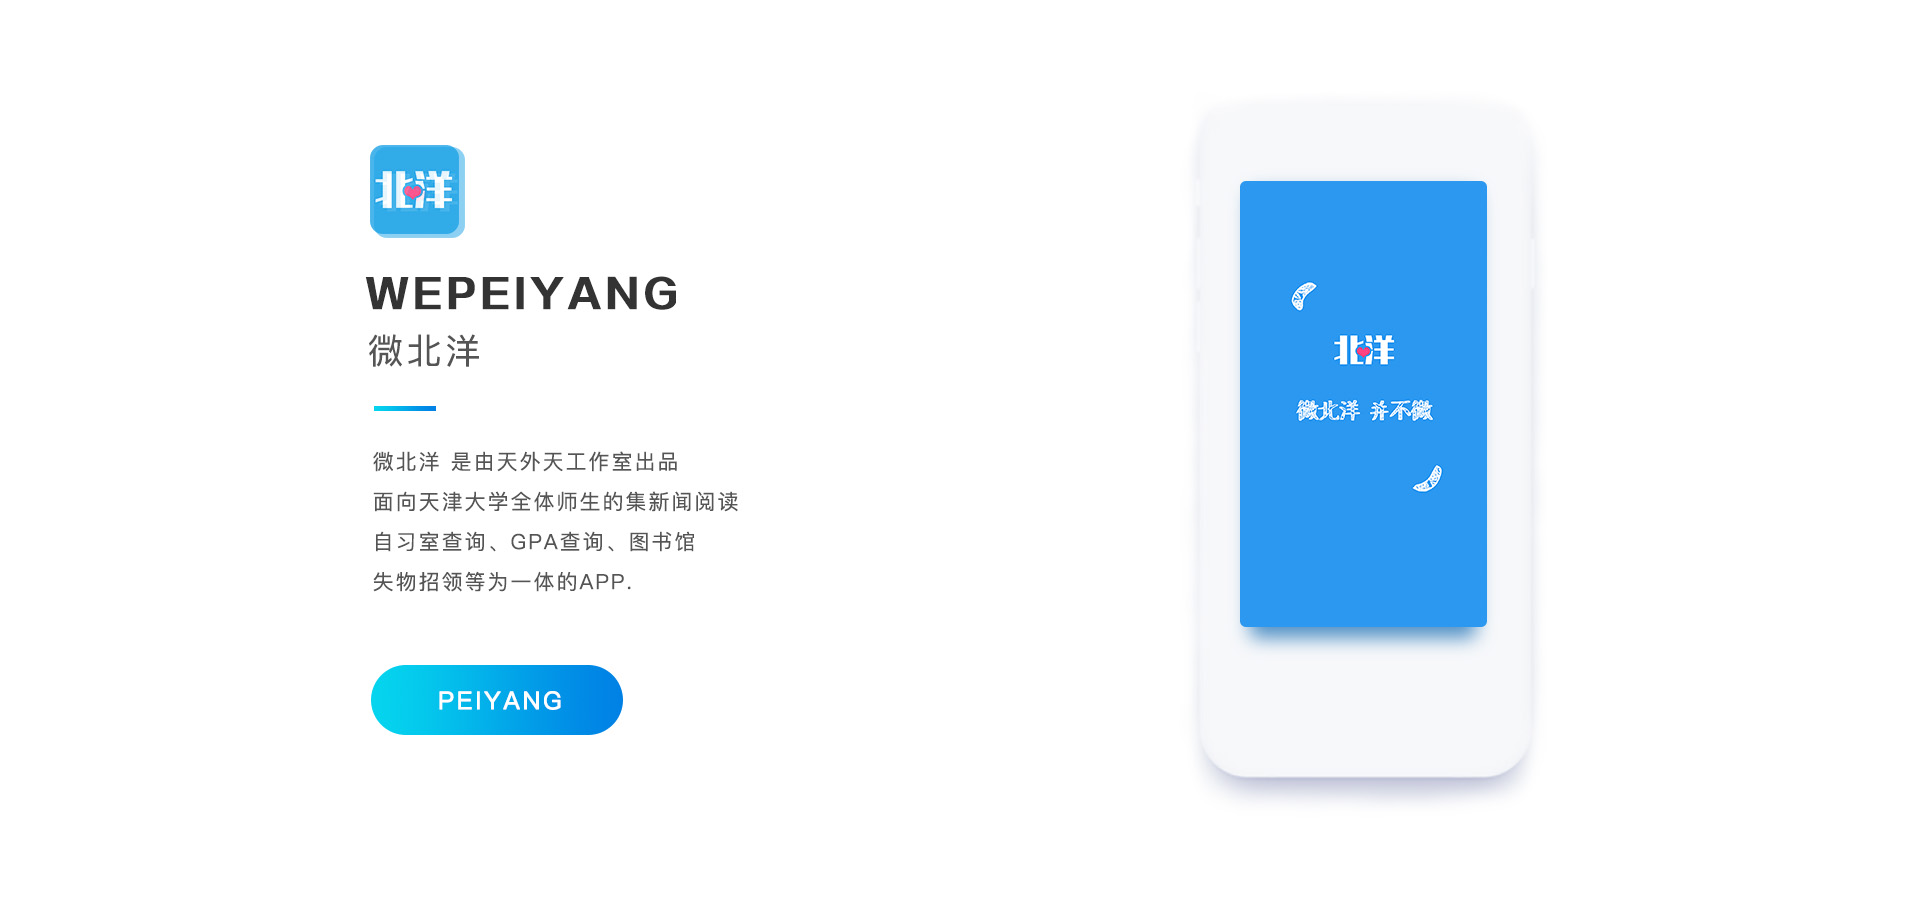 北洋
WEPEIYANG
微北洋
微北洋 是由天外天工作室出品
面向天津大学全体师生的集新闻阅读
自习室查询、GPA查询、图书馆
失物招领等为一体的APP.
PEIYANG
北洋
微北洋 并不微